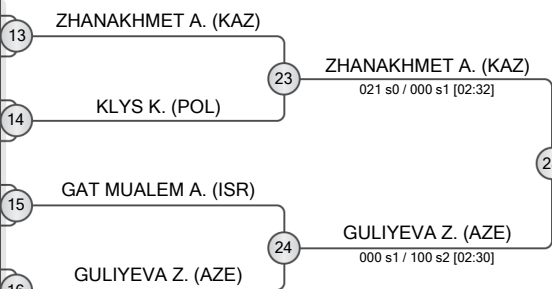 ZHANAKHMET A. (KAZ)
13
23
ZHANAKHMET A. (KAZ)
021 s0 / 000 s1 [02:32]
KLYS K. (POL)
14
GAT MUALEM A. (ISR)
15
24
GULIYEVA Z. (AZE)
000 s1 / 100 s2 [02:30]
GULIYEVA Z. (AZE)
16